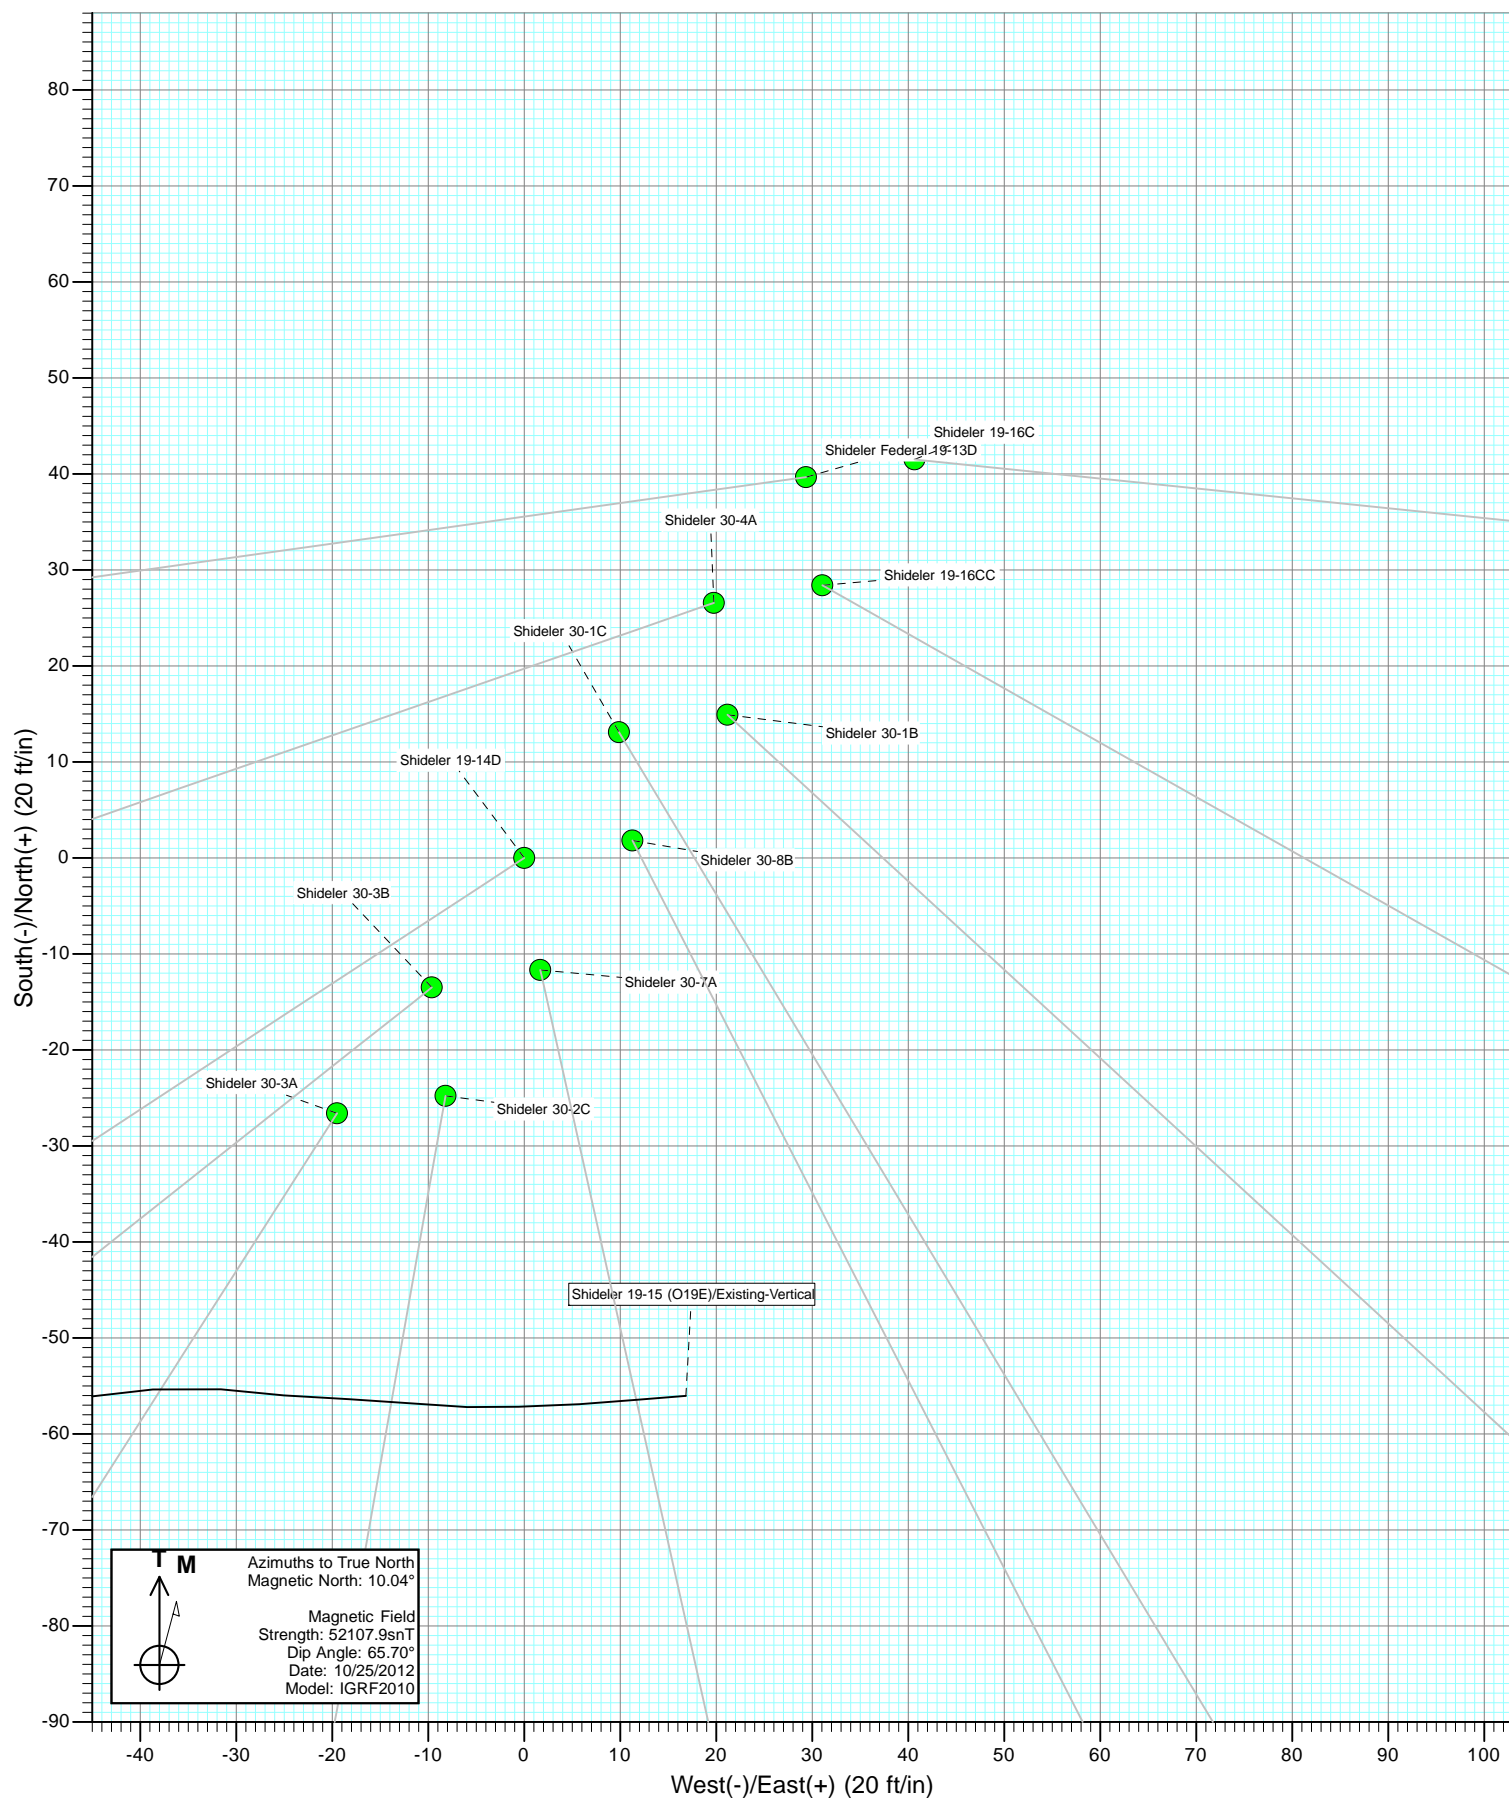 80
70
60
50
40
30
20
10
0
-10
-20
-30
-40
-50
-60
-70
-80
-90
South(-)/North(+) (20 ft/in)
Shideler 19-16C
Shideler Federal 19-13D
Shideler 30-4A
Shideler 19-16CC
Shideler 30-1C
Shideler 30-1B
Shideler 19-14D
Shideler 30-8B
Shideler 30-3B
Shideler 30-7A
Shideler 30-3A
Shideler 30-2C
Shideler 19-15 (O19E)/Existing-Vertical
T M
Azimuths to True North
Magnetic North: 10.04°
Magnetic Field
Strength: 52107.9snT
Dip Angle: 65.70°
Date: 10/25/2012
Model: IGRF2010
-40 -30 -20 -10 0 10 20 30 40 50 60 70 80 90 100
West(-)/East(+) (20 ft/in)